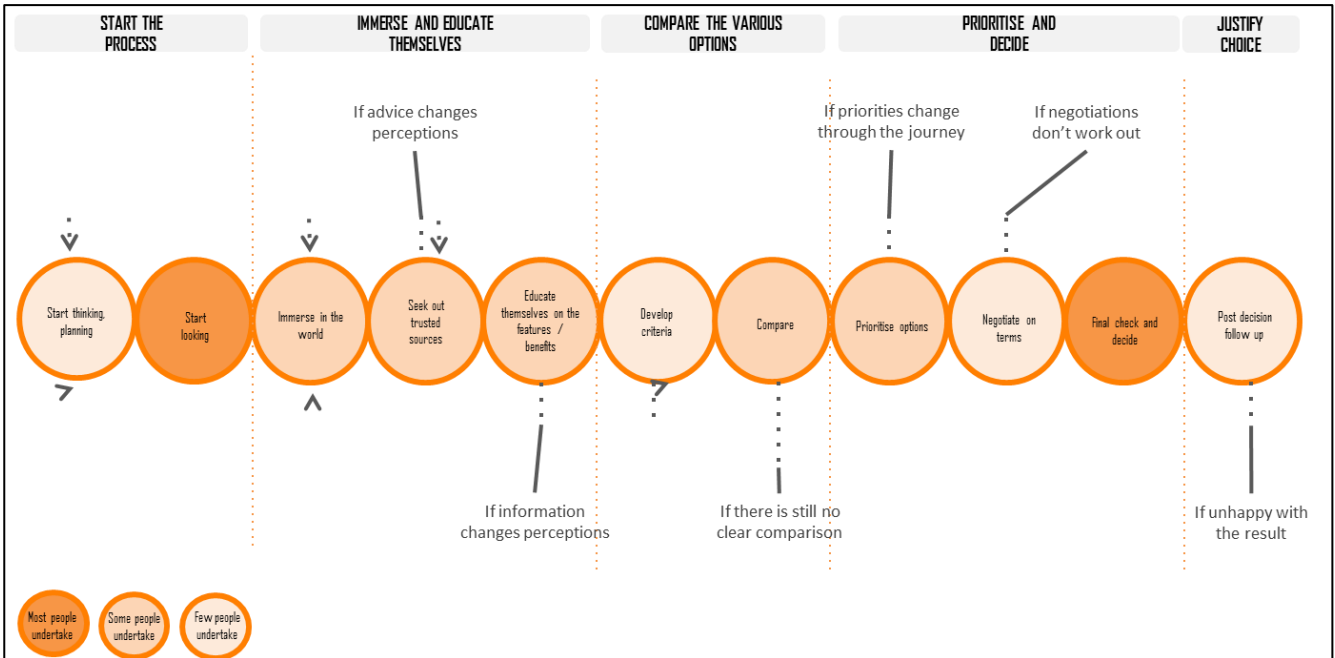 START THE
PROCESS
IMMERSE AND EDUCATE
THEMSELVES
COMPARE THE VARIOUS
OPTIONS
PRIORITISE AND
DECIDE
JUSTIFY
CHOICE
If advice changes
perceptions
If priorities change
through the journey
If negotiations
don't work out
Start thinking,
planning
Start
looking
Immerse in the
world
Seek out
trusted
sources
Educate
themselves on the
features /
benefits
Develop
criteria
Compare
Prioritise options
Negotiate on
terms
Final check and
decide
Post decision
follow up
If information
changes perceptions
If there is still no
clear comparison
If unhappy with
the result
Most people
undertake
Some people
undertake
Few people
undertake